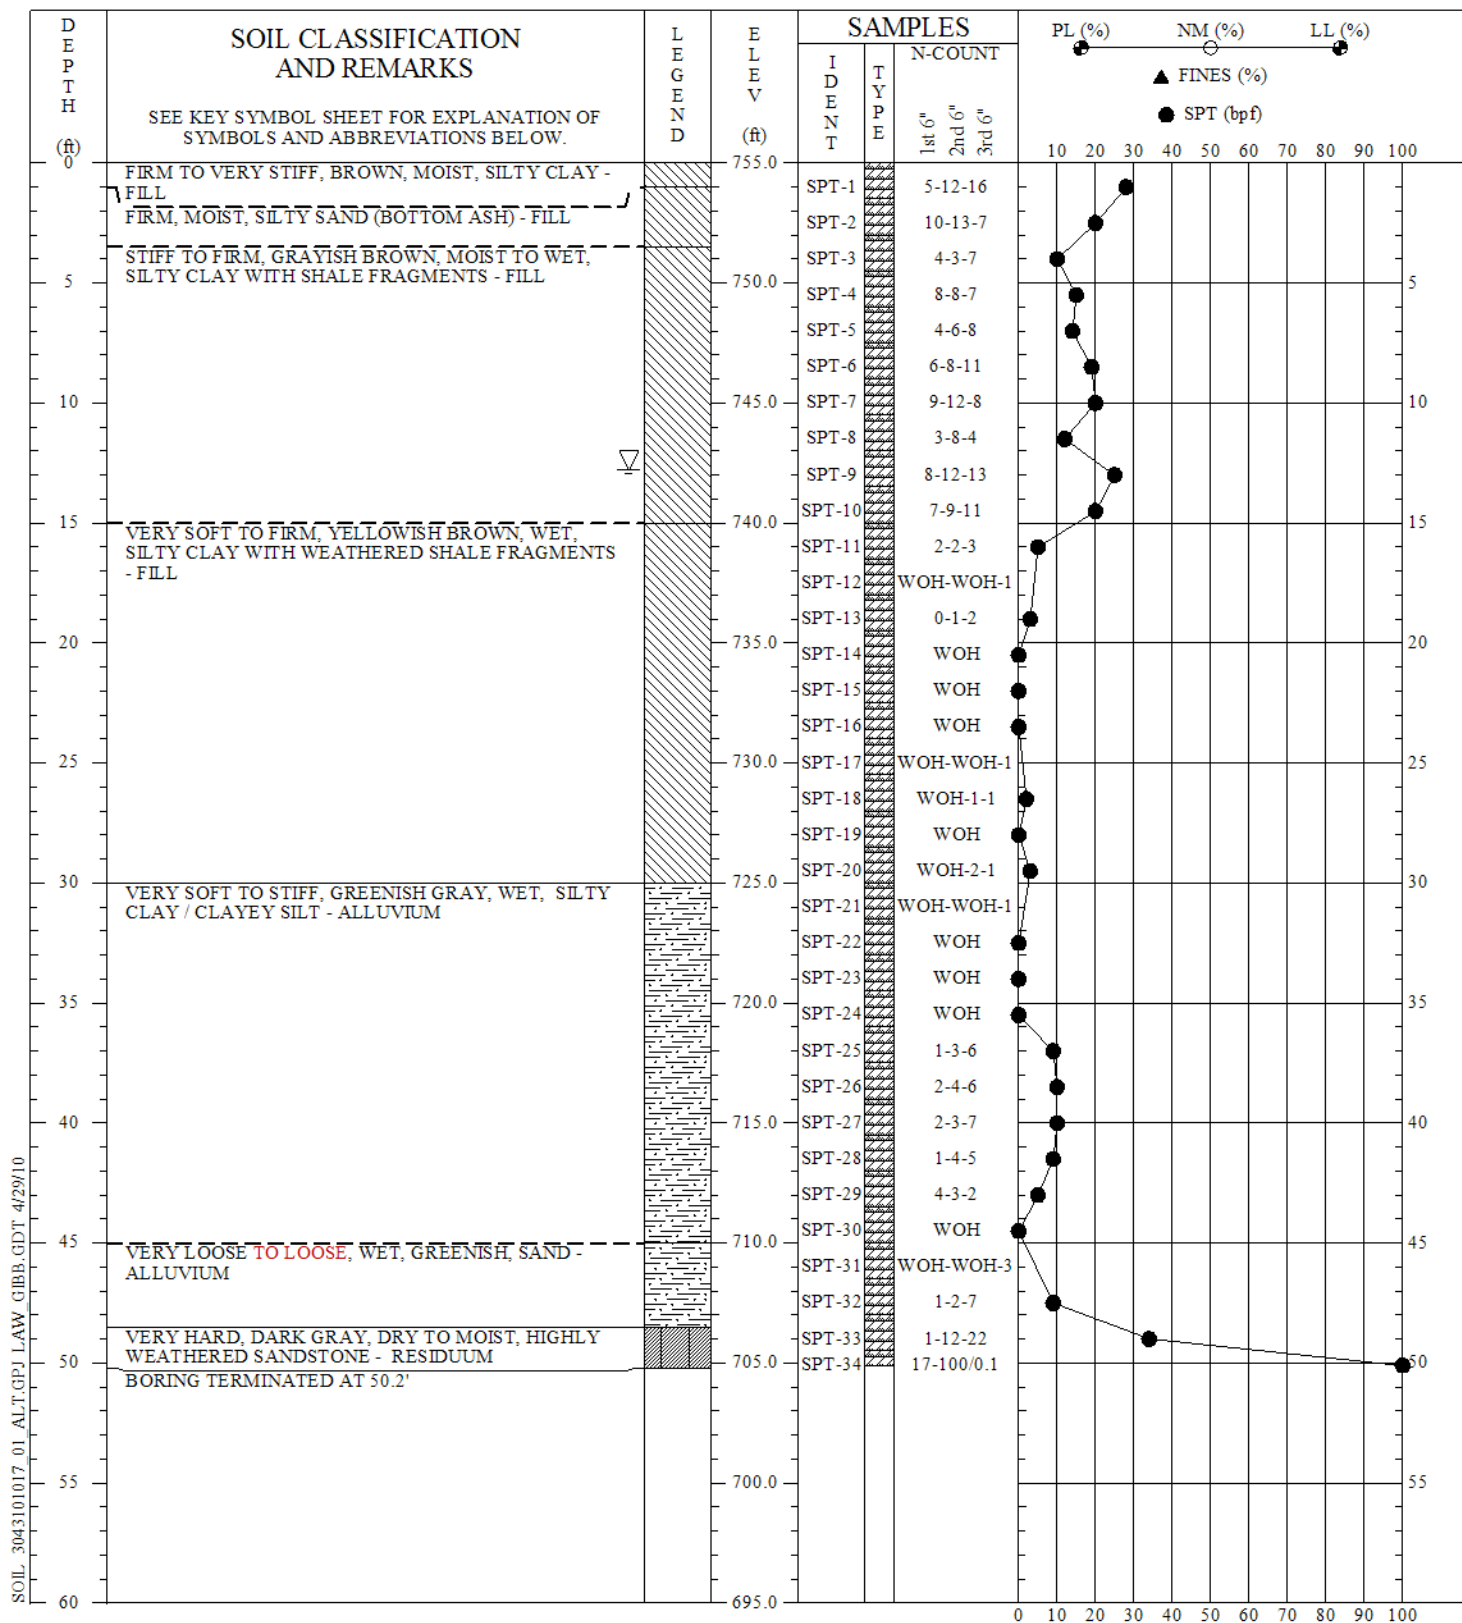 DEPTH
(ft)
SOIL CLASSIFICATION
AND REMARKS
SEE KEY SYMBOL SHEET FOR EXPLANATION OF
SYMBOLS AND ABBREVIATIONS BELOW.
LEGEND
ELEV
(ft)
SAMPLES
IDENT
TYPE
N-COUNT
1st 6"
2nd 6"
3rd 6"
PL (%) NM (%) LL (%)
FINES (%)
SPT (bpf)
10 20 30 40 50 60 70 80 90 100
0 755.0
FIRM TO VERY STIFF, BROWN, MOIST, SILTY CLAY -
FILL
SPT-1 5-12-16
FIRM, MOIST, SILTY SAND (BOTTOM ASH) - FILL
SPT-2 10-13-7
STIFF TO FIRM, GRAYISH BROWN, MOIST TO WET,
SILTY CLAY WITH SHALE FRAGMENTS - FILL
SPT-3 4-3-7
5 750.0 5
SPT-4 8-8-7
SPT-5 4-6-8
SPT-6 6-8-11
10 745.0 SPT-7 9-12-8 10
SPT-8 3-8-4
SPT-9 8-12-13
SPT-10 7-9-11
15 740.0 15
VERY SOFT TO FIRM, YELLOWISH BROWN, WET,
SILTY CLAY WITH WEATHERED SHALE FRAGMENTS
- FILL
SPT-11 2-2-3
SPT-12 WOH-WOH-1
SPT-13 0-1-2
20 735.0 20
SPT-14 WOH
SPT-15 WOH
SPT-16 WOH
25 730.0 SPT-17 WOH-WOH-1 25
SPT-18 WOH-1-1
SPT-19 WOH
SPT-20 WOH-2-1
30 725.0 30
VERY SOFT TO STIFF, GREENISH GRAY, WET, SILTY
CLAY / CLAYEY SILT - ALLUVIUM
SPT-21 WOH-WOH-1
SPT-22 WOH
SPT-23 WOH
35 720.0 35
SPT-24 WOH
SPT-25 1-3-6
SPT-26 2-4-6
40 715.0 SPT-27 2-3-7 40
SPT-28 1-4-5
SPT-29 4-3-2
SPT-30 WOH
45 710.0 45
VERY LOOSE TO LOOSE, WET, GREENISH, SAND -
ALLUVIUM
SPT-31 WOH-WOH-3
SPT-32 1-2-7
VERY HARD, DARK GRAY, DRY TO MOIST, HIGHLY
WEATHERED SANDSTONE - RESIDUUM
SPT-33 1-12-22
50 705.0 SPT-34 17-100/0.1 50
BORING TERMINATED AT 50.2'
55 700.0 55
60 695.0
0 10 20 30 40 50 60 70 80 90 100
SOIL 3043101017_01_ALT.GPJ LAW_GIBB.GDT 4/29/10